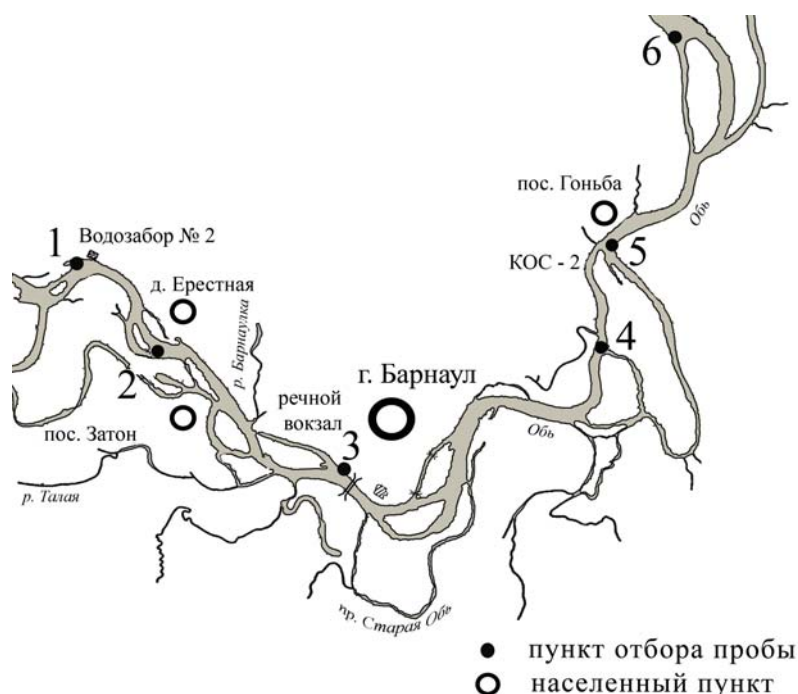 6
пос. Гоньба
Обь
1
Водозабор № 2
5
КОС - 2
д. Ерестная
р. Барнаулка
4
г. Барнаул
2
речной
вокзал
пос. Затон
Обь
3
р. Талая
пр. Старая Обь
пункт отбора пробы
населенный пункт